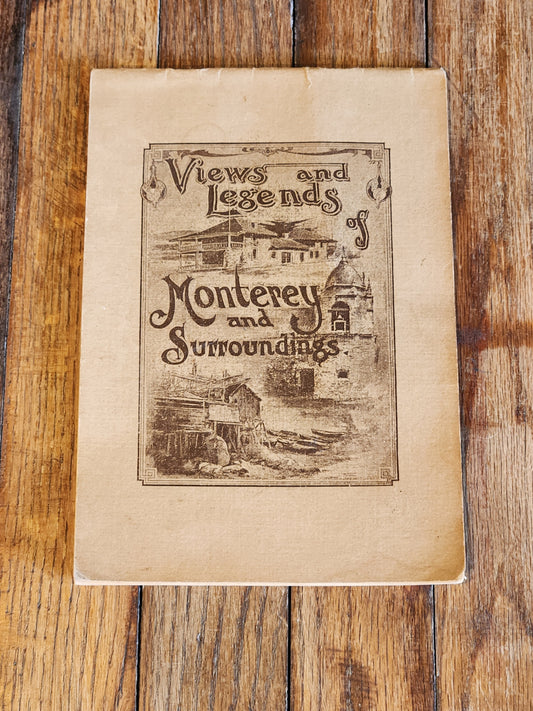 Views and
Legends
of
Monterey
and
Surroundings